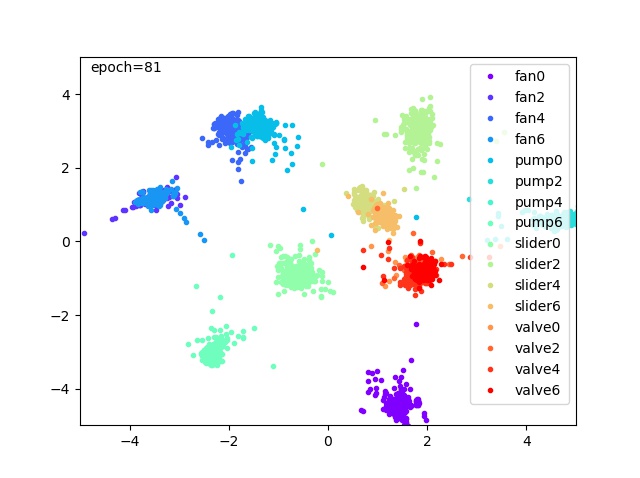 epoch=81
fan0
fan2
fan4
fan6
pump0
pump2
pump4
pump6
slider0
slider2
slider4
slider6
valve0
valve2
valve4
valve6
4
2
0
−2
−4
−4 −2 0 2 4